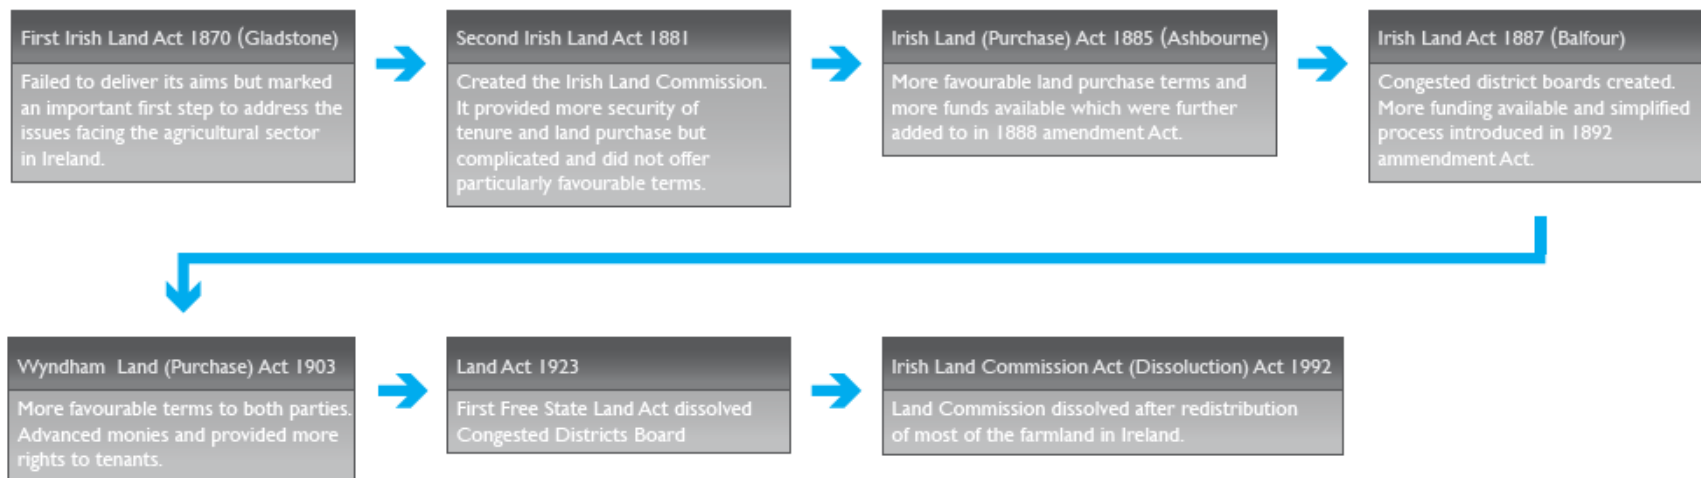 First Irish Land Act 1870 (Gladstone)
Failed to deliver its aims but marked
an important first step to address the
issues facing the agricultural sector
in Ireland.
Second Irish Land Act 1881
Created the Irish Land Commission.
It provided more security of
tenure and land purchase but
complicated and did not offer
particularly favourable terms.
Irish Land (Purchase) Act 1885 (Ashbourne)
More favourable land purchase terms and
more funds available which were further
added to in 1888 amendment Act.
Irish Land Act 1887 (Balfour)
Congested district boards created.
More funding available and simplified
process introduced in 1892
ammendment Act.
Wyndham Land (Purchase) Act 1903
More favourable terms to both parties.
Advanced monies and provided more
rights to tenants.
Land Act 1923
First Free State Land Act dissolved
Congested Districts Board
Irish Land Commission Act (Dissoluction) Act 1992
Land Commission dissolved after redistribution
of most of the farmland in Ireland.